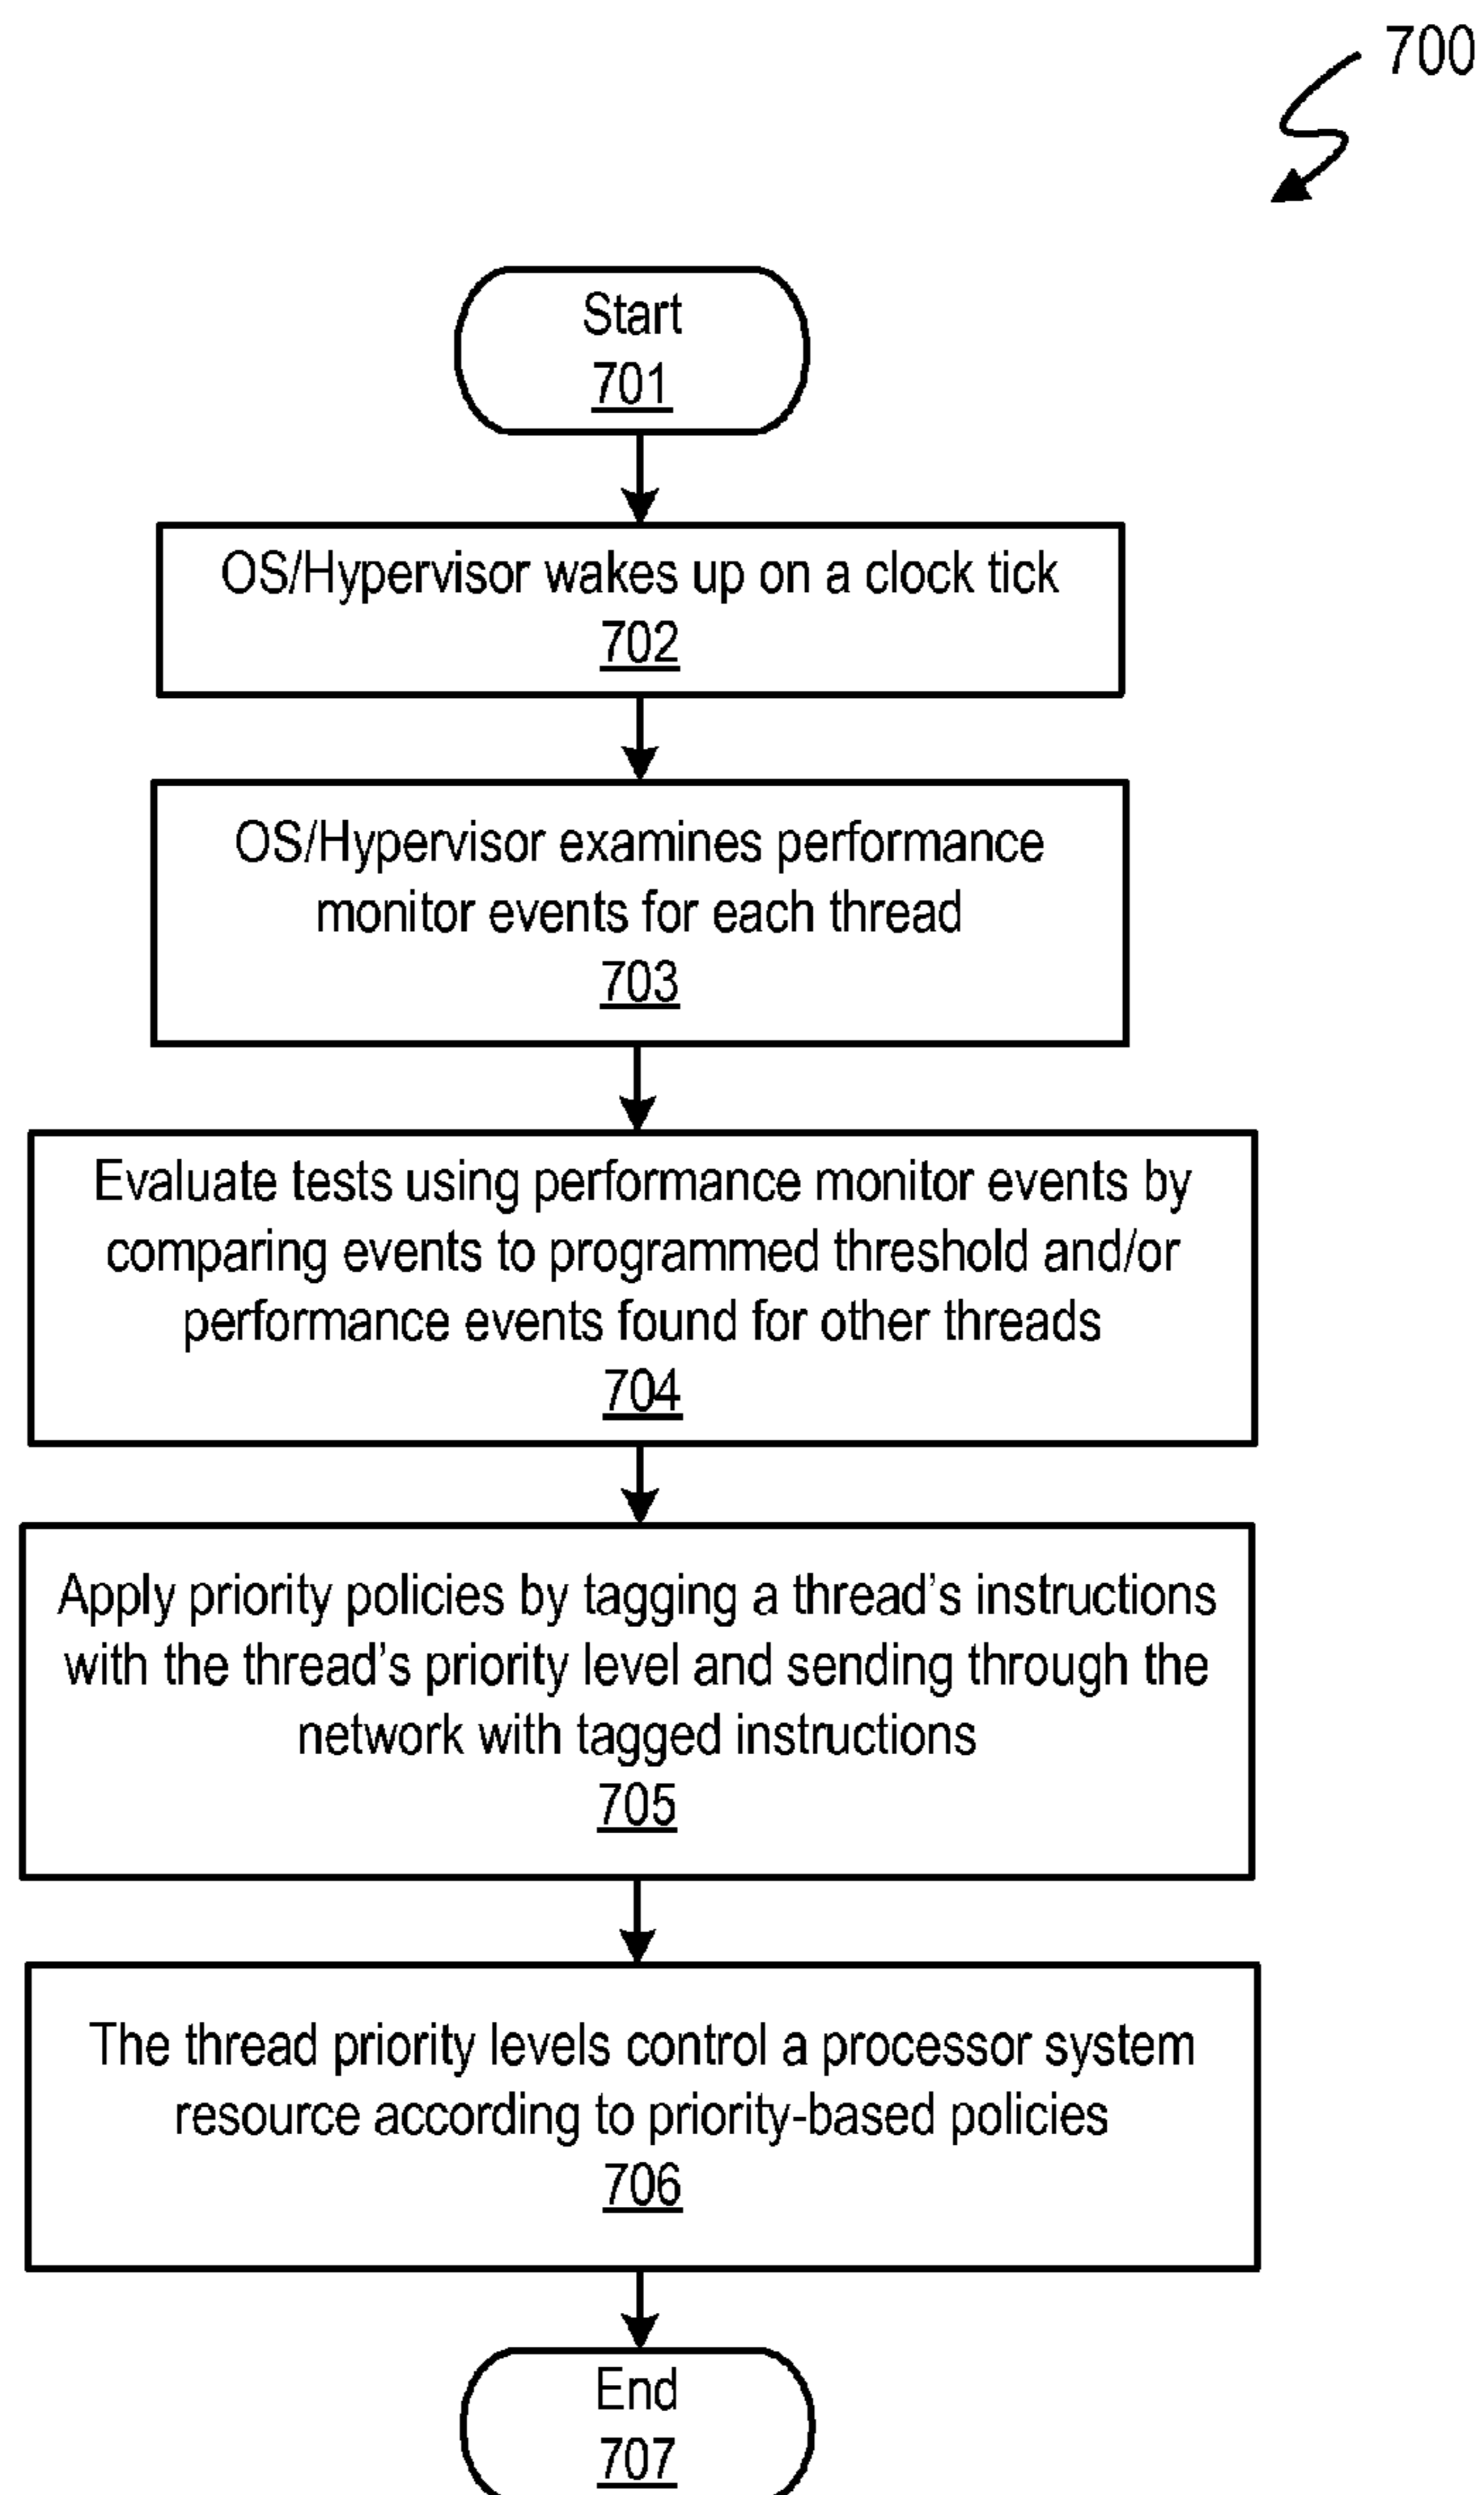 700
Start
701
OS/Hypervisor wakes up on a clock tick
702
OS/Hypervisor examines performance
monitor events for each thread
703
Evaluate tests using performance monitor events by
comparing events to programmed threshold and/or
performance events found for other threads
704
Apply priority policies by tagging a thread's instructions
with the thread's priority level and sending through the
network with tagged instructions
705
The thread priority levels control a processor system
resource according to priority-based policies
706
End
707